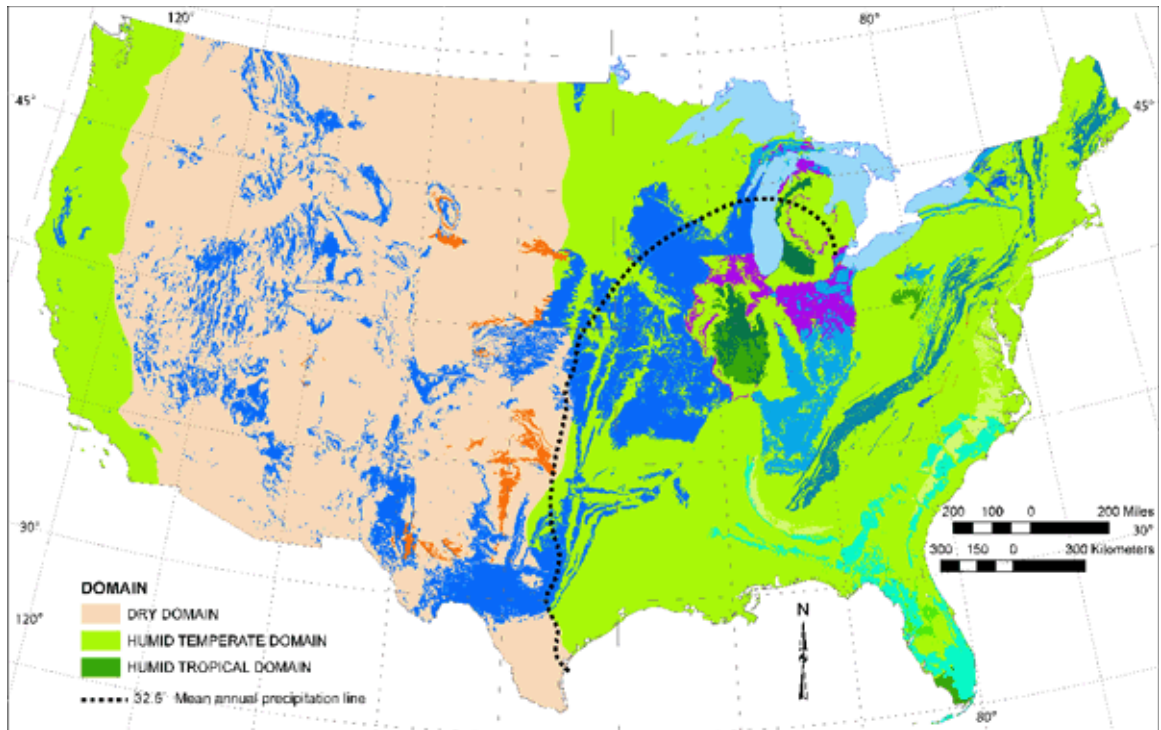 120°
80°
45°
45°
200 100 0 200 Miles
30°
30°
300 150 0 300 Kilometers
DOMAIN
DRY DOMAIN
N
120°
HUMID TEMPERATE DOMAIN
HUMID TROPICAL DOMAIN
32.5" Mean annual precipitation line
80°